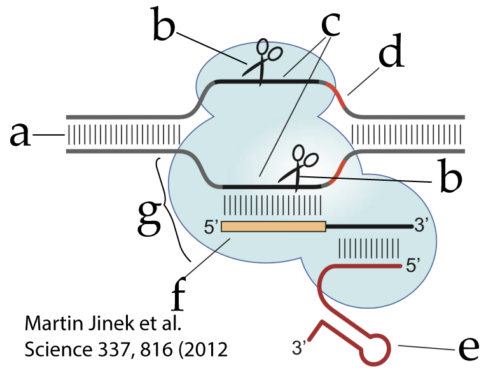 b
c
d
a
b
g
5’
3’
5’
f
Martin Jinek et al.
Science 337, 816 (2012
3’
e